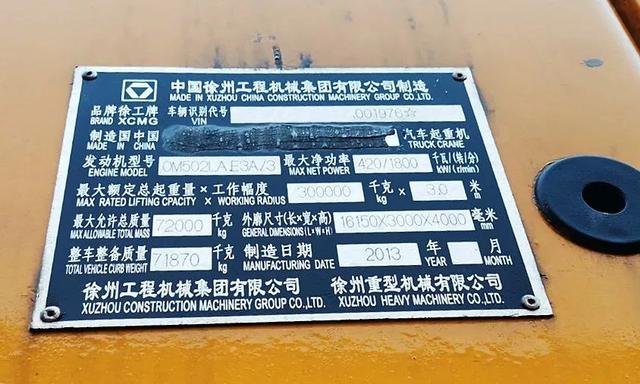 中国徐州工程机械集团有限公司制造
MADE IN XUZHOU CHINA CONSTRUCTION MACHINERY GROUP CO.,LTD.
品牌徐工牌 车辆识别代号 .001976☆
BRAND XCMG VIN
制造国中国 汽车起重机
MADE IN CHINA TRUCK CRANE
发动机型号 OM502LA.E3A/3 最大净功率 420/1800 千瓦/(转/分)
ENGINE MODEL MAX NET POWER kW/(r/min)
最大额定总起重量×工作幅度 300000 千克 × 3.0 米
MAX RATED LIFTING CPACITY × WORKING RADIUS kg m
最大允许总质量 72000 千克 外廓尺寸(长×宽×高) 16150X3000X4000 毫米
MAX ALLOWABLE TOTAL MASS kg GENERAL DIMENSIONS (L×W×H) mm
整车整备质量 71870 千克 制造日期 2013 年 月
TOTAL VEHICLE CURB WEIGHT kg MANUFACTURING DATE YEAR MONTH
徐州工程机械集团有限公司 徐州重型机械有限公司
XUZHOU CONSTRUCTION MACHINERY GROUP CO.,LTD. XUZHOU HEAVY MACHINERY CO.,LTD.